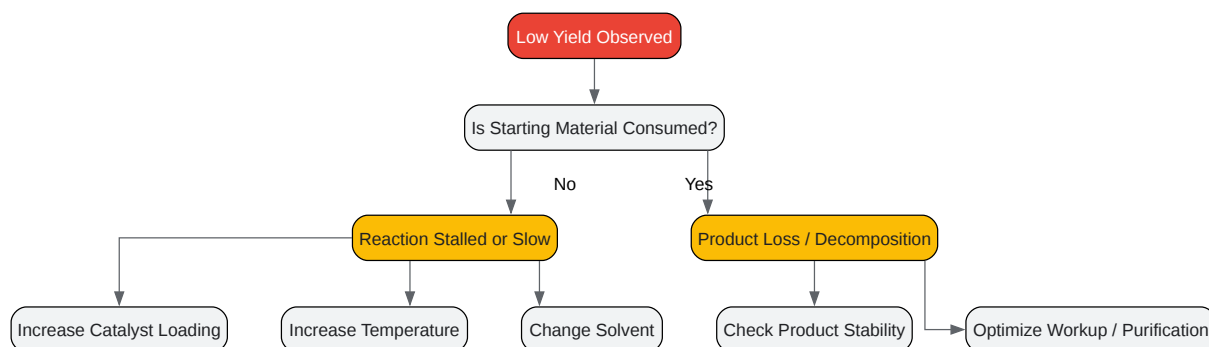 Low Yield Observed
Is Starting Material Consumed?
No
Yes
Reaction Stalled or Slow
Product Loss / Decomposition
Increase Catalyst Loading
Increase Temperature
Change Solvent
Check Product Stability
Optimize Workup / Purification